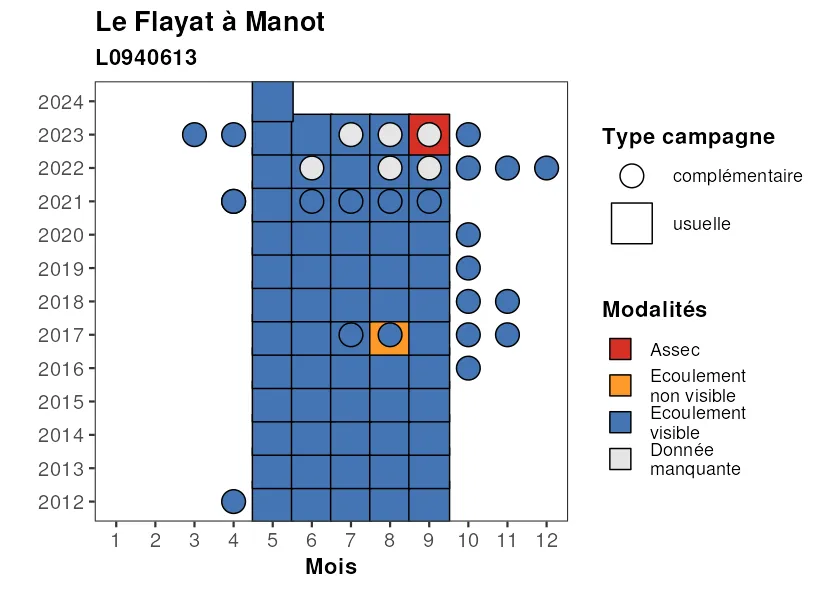 Le Flayat à Manot
L0940613
2024
2023
2022
2021
2020
2019
2018
2017
2016
2015
2014
2013
2012
1 2 3 4 5 6 7 8 9 10 11 12
Mois
Type campagne
complémentaire
usuelle
Modalités
Assec
Ecoulement
non visible
Ecoulement
visible
Donnée
manquante